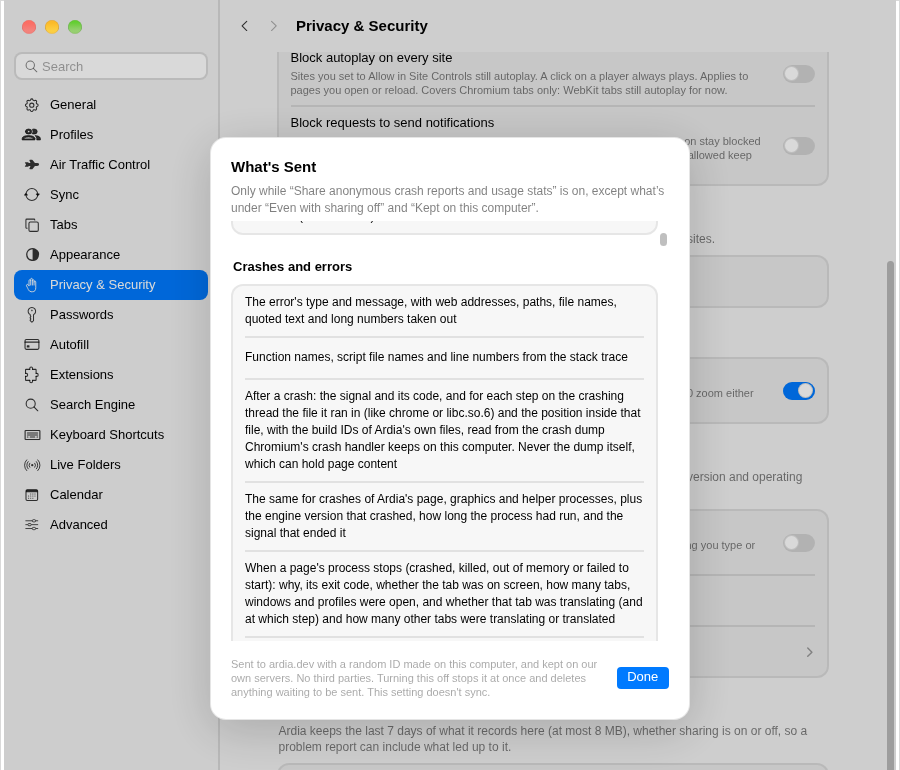 Privacy & Security
Search
General
Profiles
Air Traffic Control
Sync
Tabs
Appearance
Privacy & Security
Passwords
Autofill
Extensions
Search Engine
Keyboard Shortcuts
Live Folders
Calendar
Advanced
Block autoplay on every site
Sites you set to Allow in Site Controls still autoplay. A click on a player always plays. Applies to
pages you open or reload. Covers Chromium tabs only: WebKit tabs still autoplay for now.
Block requests to send notifications
on stay blocked
allowed keep
sites.
zoom either
version and operating
ng you type or
What's Sent
Only while “Share anonymous crash reports and usage stats” is on, except what’s
under “Even with sharing off” and “Kept on this computer”.
Crashes and errors
The error's type and message, with web addresses, paths, file names,
quoted text and long numbers taken out
Function names, script file names and line numbers from the stack trace
After a crash: the signal and its code, and for each step on the crashing
thread the file it ran in (like chrome or libc.so.6) and the position inside that
file, with the build IDs of Ardia's own files, read from the crash dump
Chromium's crash handler keeps on this computer. Never the dump itself,
which can hold page content
The same for crashes of Ardia's page, graphics and helper processes, plus
the engine version that crashed, how long the process had run, and the
signal that ended it
When a page's process stops (crashed, killed, out of memory or failed to
start): why, its exit code, whether the tab was on screen, how many tabs,
windows and profiles were open, and whether that tab was translating (and
at which step) and how many other tabs were translating or translated
Sent to ardia.dev with a random ID made on this computer, and kept on our
own servers. No third parties. Turning this off stops it at once and deletes
anything waiting to be sent. This setting doesn't sync.
Done
Ardia keeps the last 7 days of what it records here (at most 8 MB), whether sharing is on or off, so a
problem report can include what led up to it.